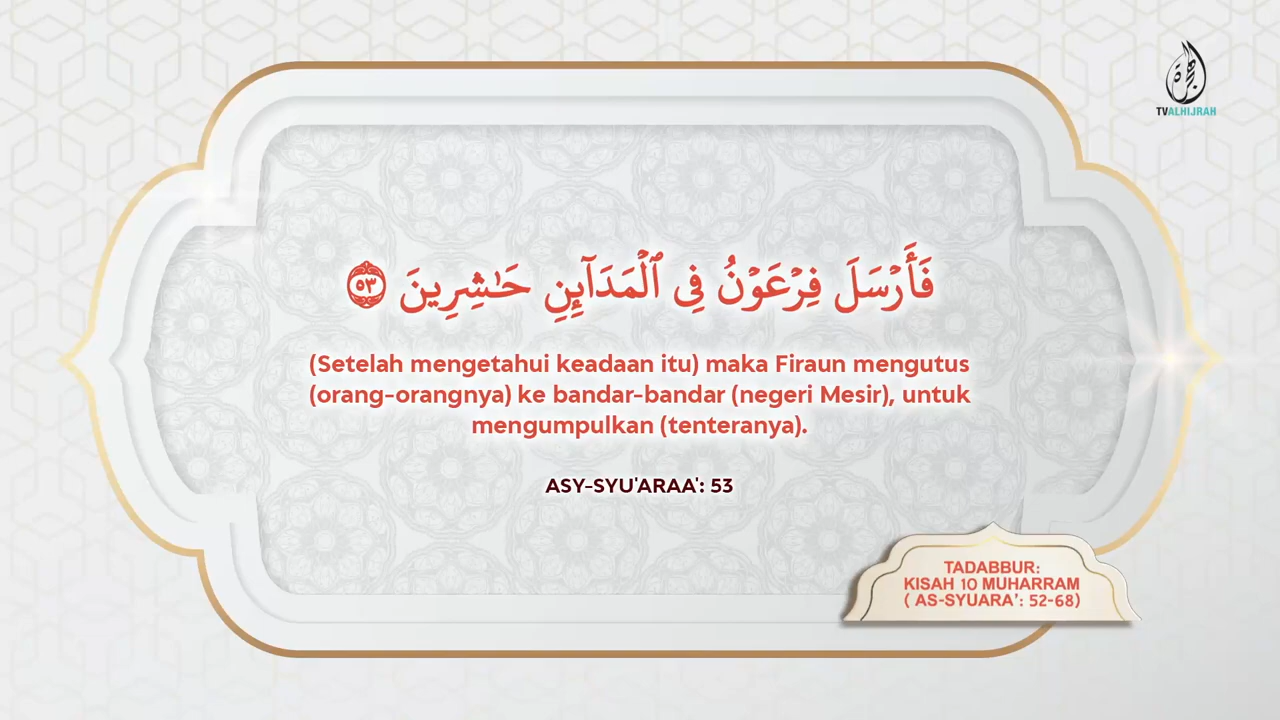 هجرة
TVALHIJRAH
فَأَرْسَلَ فِرْعَوْنُ فِى ٱلْمَدَآئِنِ حَـٰشِرِينَ ٥٣
(Setelah mengetahui keadaan itu) maka Firaun mengutus
(orang-orangnya) ke bandar-bandar (negeri Mesir), untuk
mengumpulkan (tenteranya).
ASY-SYU'ARAA': 53
TADABBUR:
KISAH 10 MUHARRAM
( AS-SYUARA’: 52-68)